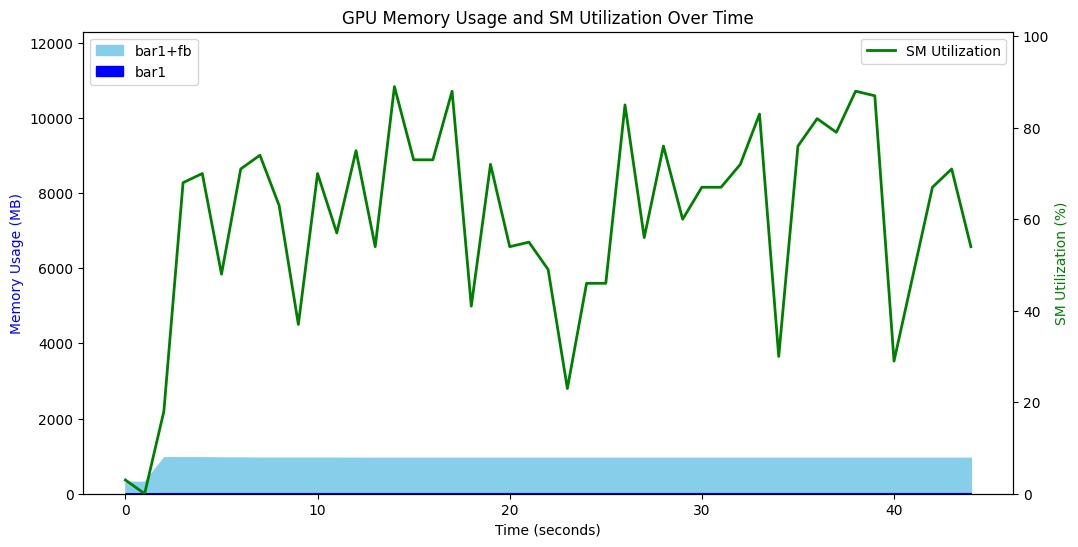 GPU Memory Usage and SM Utilization Over Time
bar1+fb
bar1
SM Utilization
Memory Usage (MB)
12000
10000
8000
6000
4000
2000
0
SM Utilization (%)
100
80
60
40
20
0
0 10 20 30 40
Time (seconds)